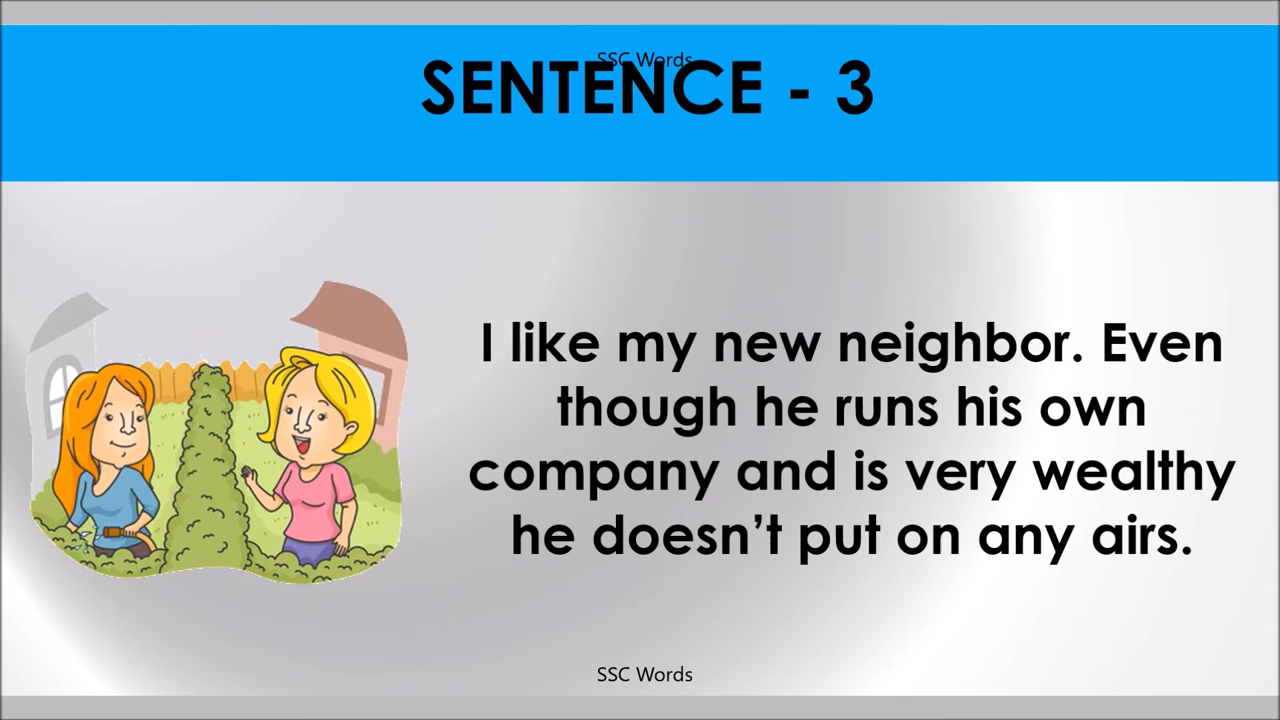 SSC Words
SENTENCE - 3
I like my new neighbor. Even
though he runs his own
company and is very wealthy
he doesn’t put on any airs.
SSC Words